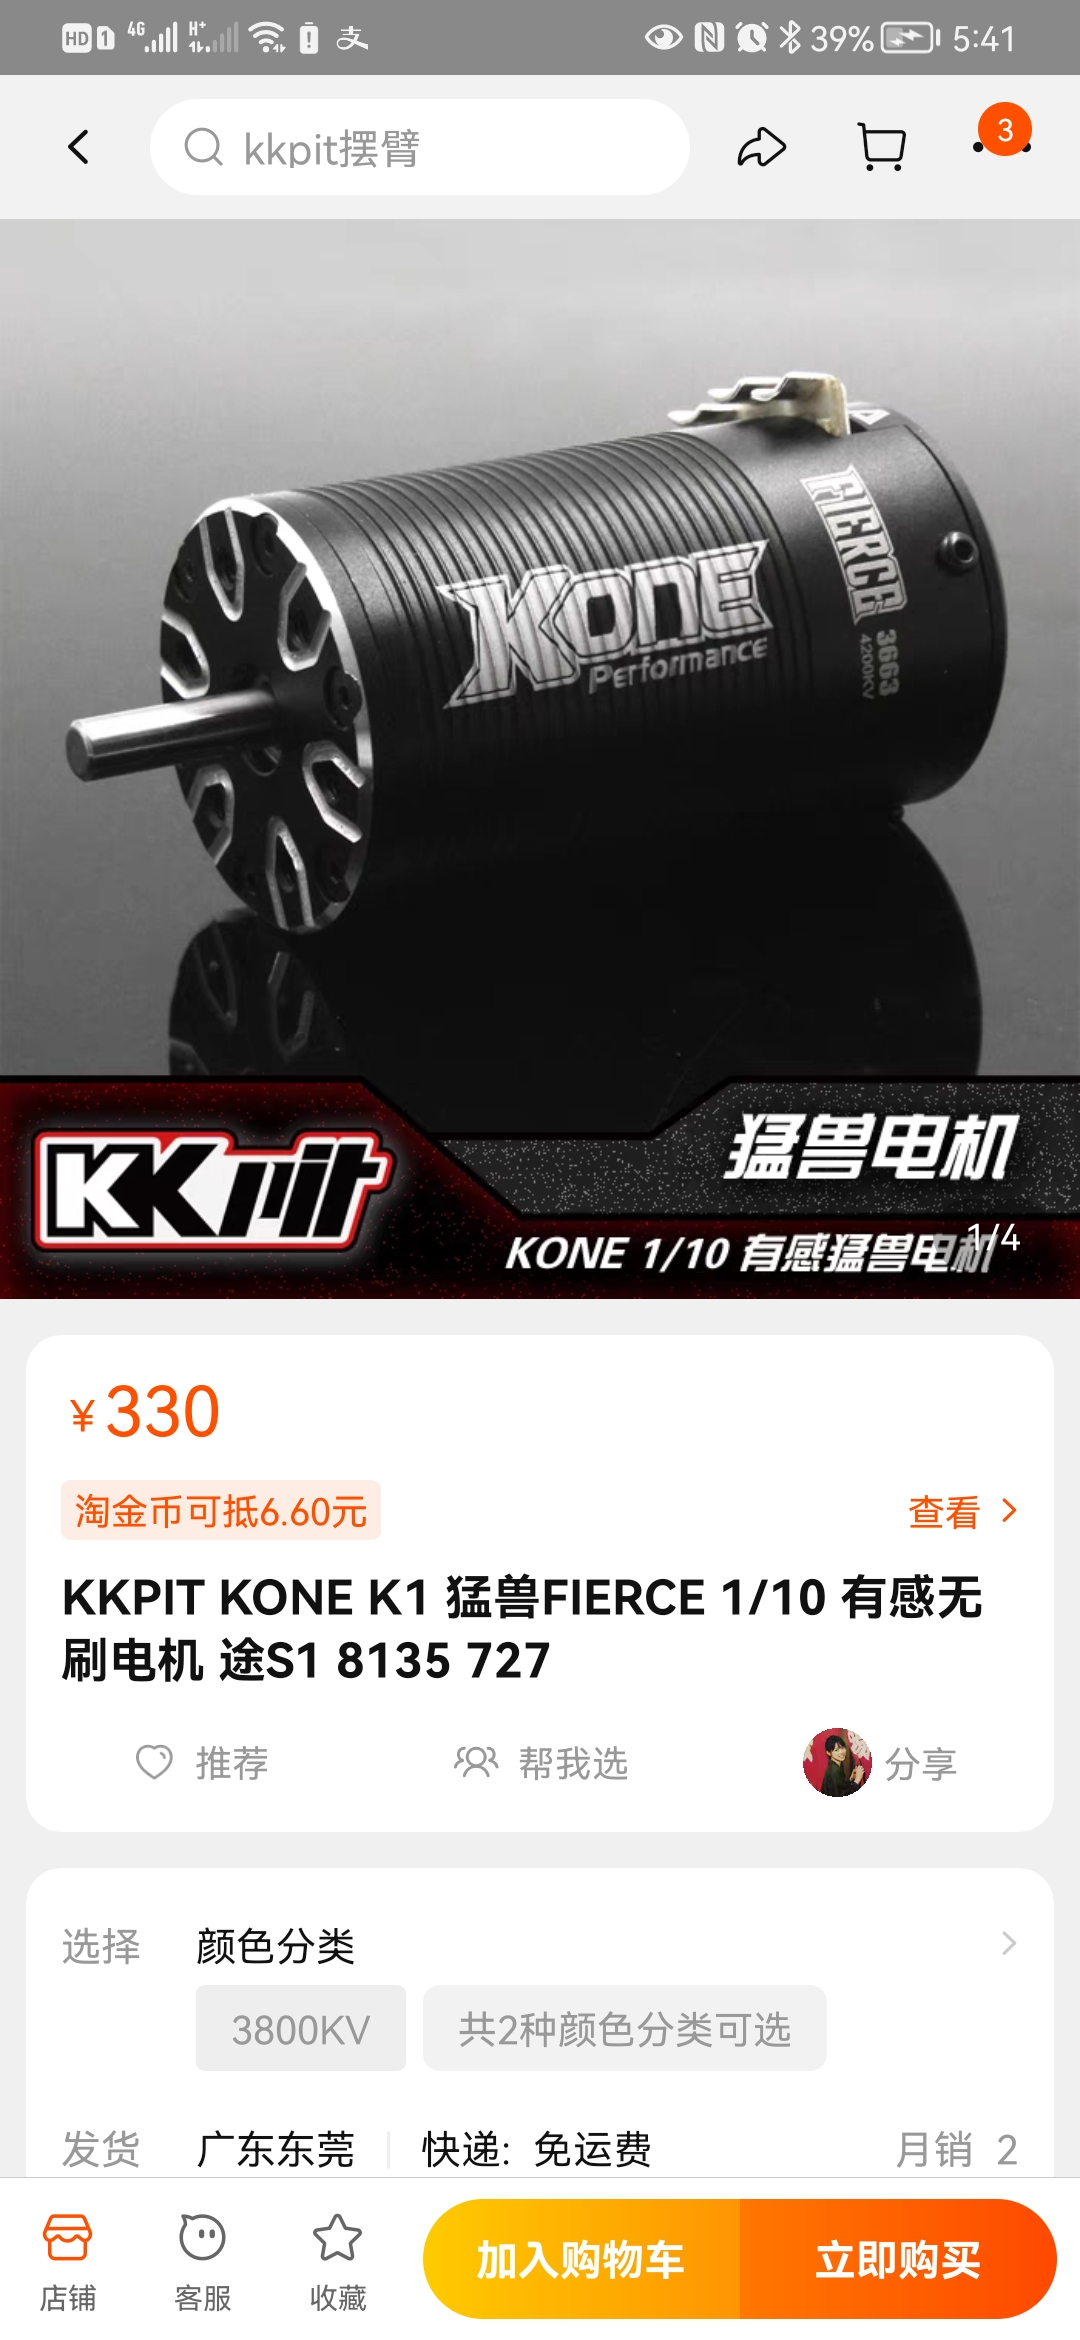 HD 1 4G H+ 支 39% 5:41
kkpit摆臂
3
KONE
Performance
FIERCE
3663
4200KV
KKpit
猛兽电机
KONE 1/10 有感猛兽电机
1/4
¥330
淘金币可抵6.60元
查看
KKPIT KONE K1 猛兽FIERCE 1/10 有感无
刷电机 途S1 8135 727
推荐
帮我选
分享
选择 颜色分类
3800KV
共2种颜色分类可选
发货 广东东莞 快递: 免运费 月销 2
店铺
客服
收藏
加入购物车
立即购买